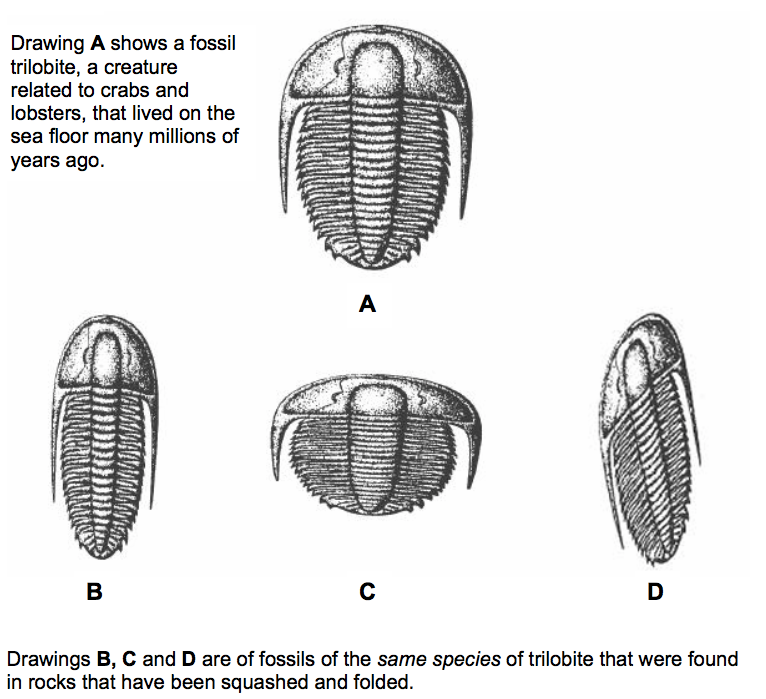 Drawing A shows a fossil
trilobite, a creature
related to crabs and
lobsters, that lived on the
sea floor many millions of
years ago.
A
B
C
D
Drawings B, C and D are of fossils of the same species of trilobite that were found
in rocks that have been squashed and folded.